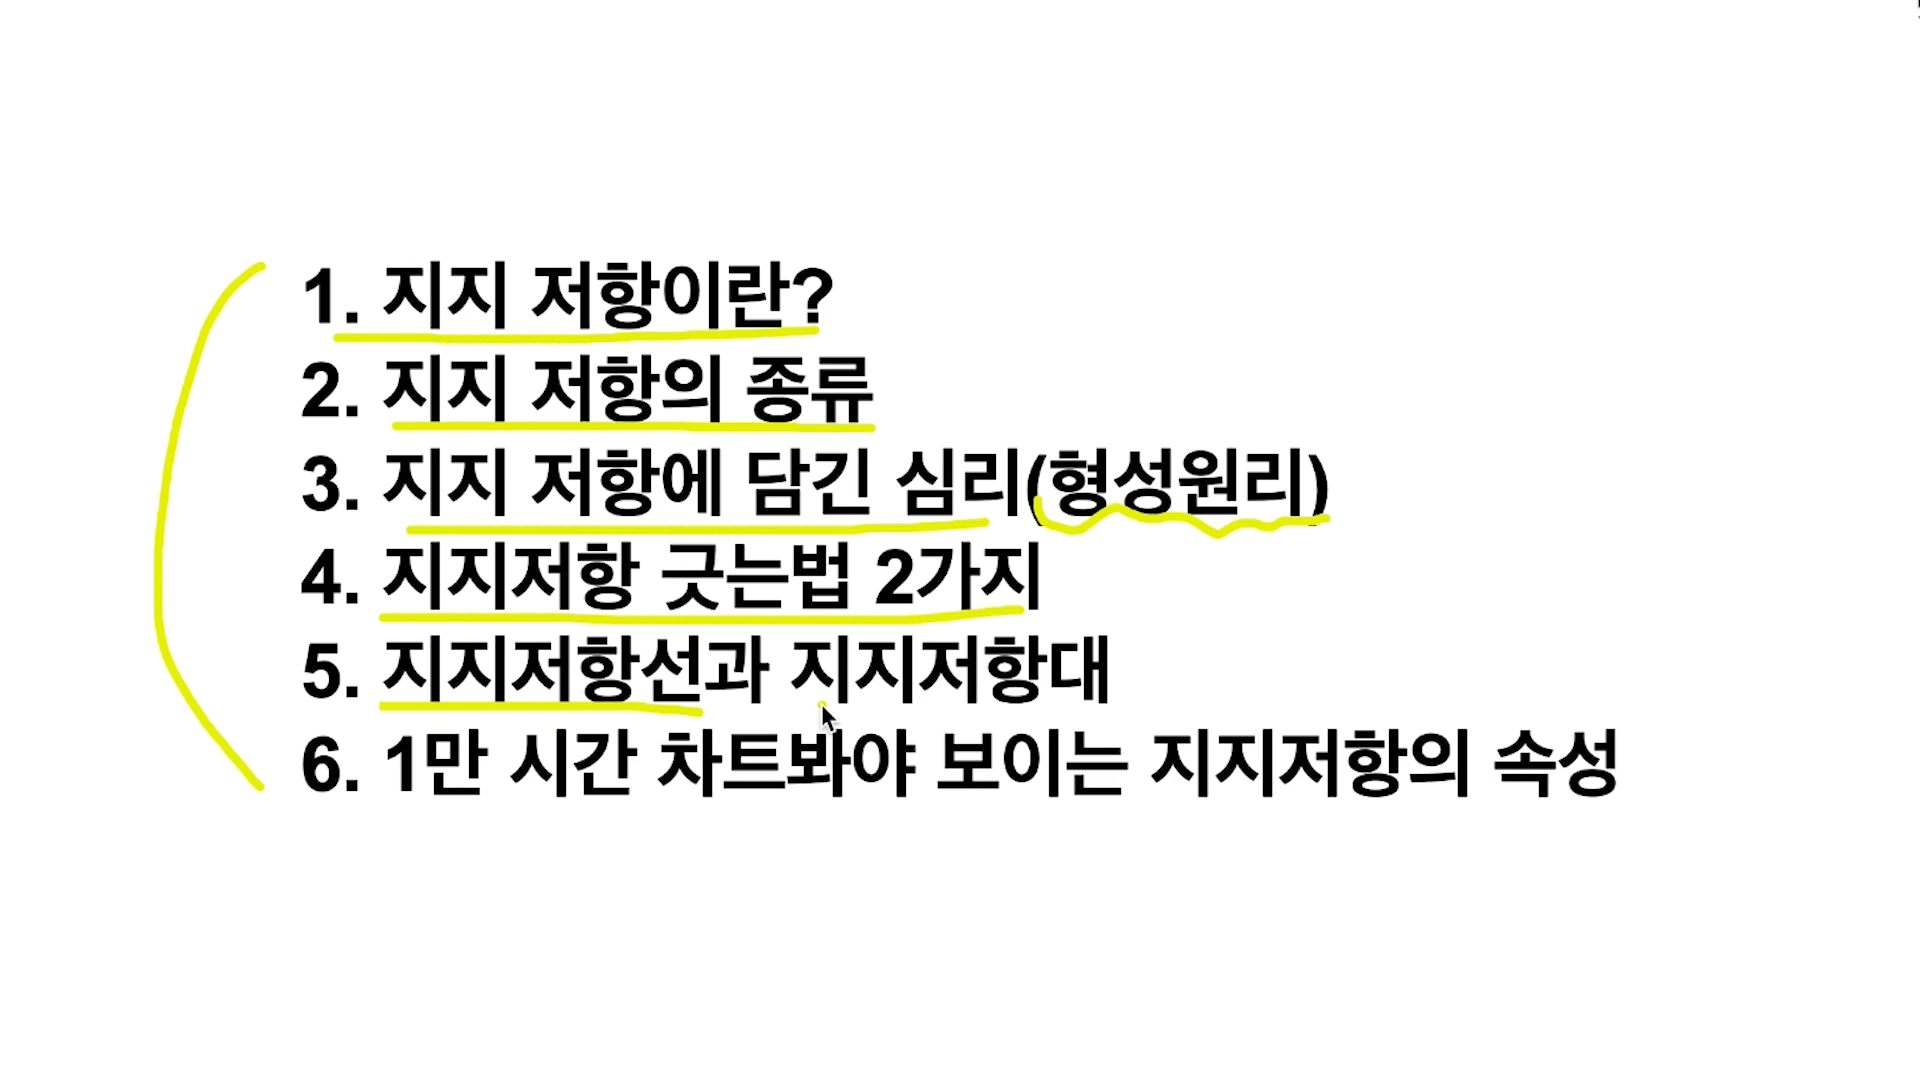 1. 지지 저항이란?
2. 지지 저항의 종류
3. 지지 저항에 담긴 심리(형성원리)
4. 지지저항 긋는법 2가지
5. 지지저항선과 지지저항대
6. 1만 시간 차트봐야 보이는 지지저항의 속성